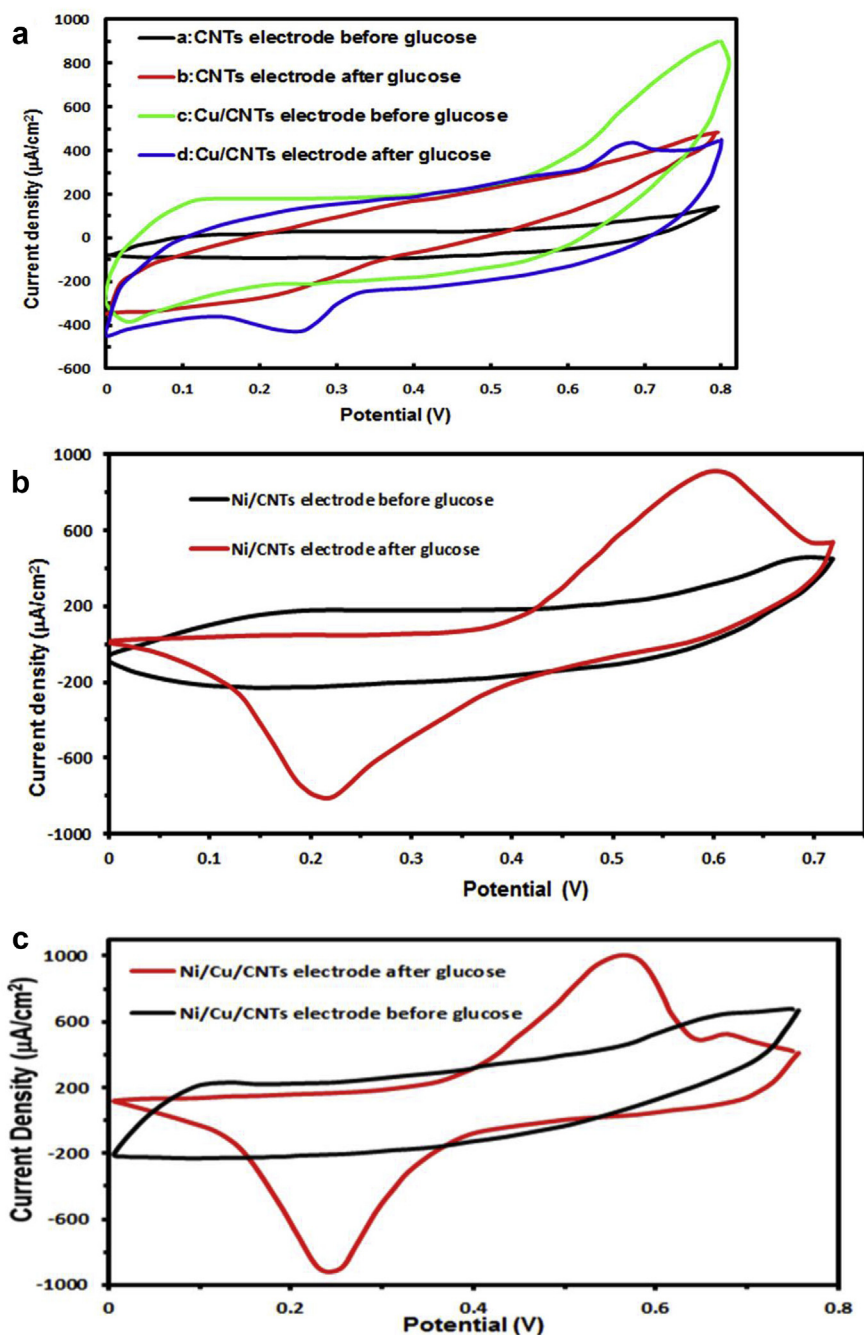 a
1000
800
600
400
200
0
-200
-400
-600
Current density (µA/cm²)
a:CNTs electrode before glucose
b:CNTs electrode after glucose
c:Cu/CNTs electrode before glucose
d:Cu/CNTs electrode after glucose
0 0.1 0.2 0.3 0.4 0.5 0.6 0.7 0.8
Potential (V)
b
1000
600
200
-200
-600
-1000
Current density (µA/cm²)
Ni/CNTs electrode before glucose
Ni/CNTs electrode after glucose
0 0.1 0.2 0.3 0.4 0.5 0.6 0.7
Potential (V)
c
1000
600
200
-200
-600
-1000
Current Density (µA/cm²)
Ni/Cu/CNTs electrode after glucose
Ni/Cu/CNTs electrode before glucose
0 0.2 0.4 0.6 0.8
Potential (V)